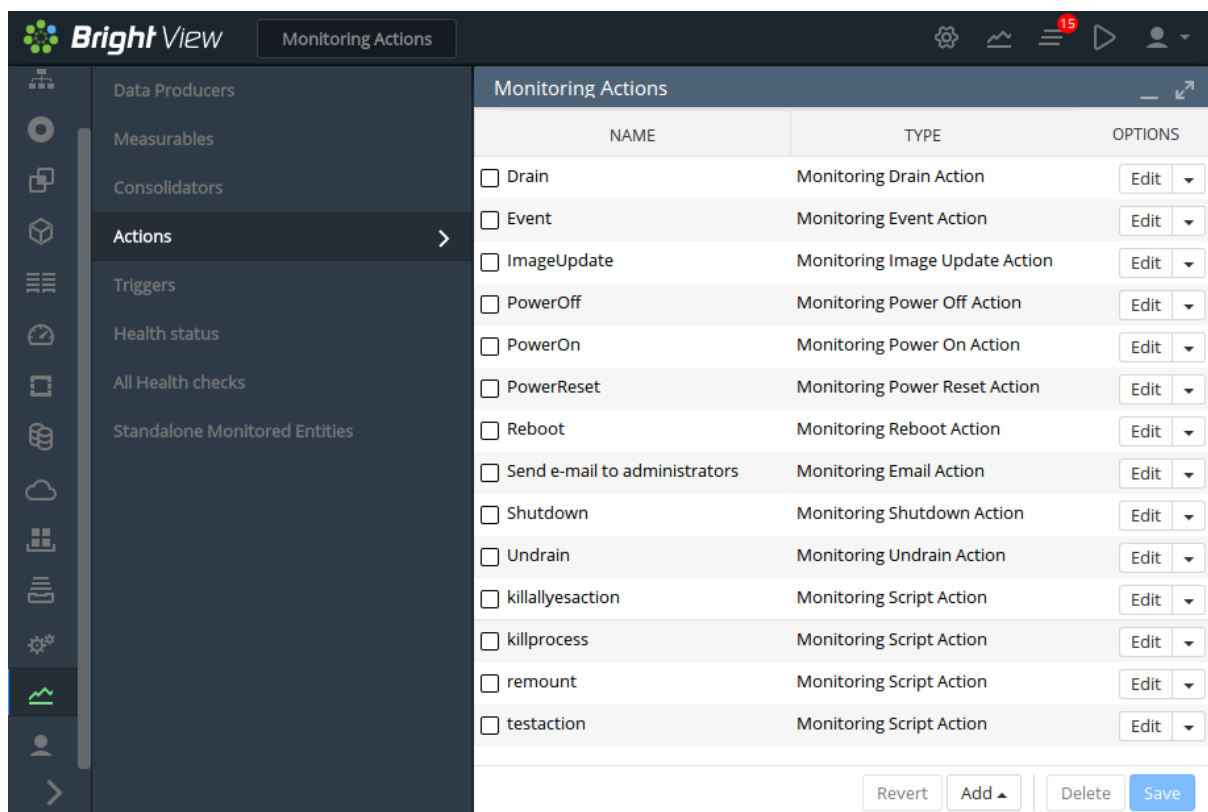 Bright View
Monitoring Actions
15
Data Producers
Measurables
Consolidators
Actions
Triggers
Health status
All Health checks
Standalone Monitored Entities
Monitoring Actions
NAME TYPE OPTIONS
Drain Monitoring Drain Action Edit
Event Monitoring Event Action Edit
ImageUpdate Monitoring Image Update Action Edit
PowerOff Monitoring Power Off Action Edit
PowerOn Monitoring Power On Action Edit
PowerReset Monitoring Power Reset Action Edit
Reboot Monitoring Reboot Action Edit
Send e-mail to administrators Monitoring Email Action Edit
Shutdown Monitoring Shutdown Action Edit
Undrain Monitoring Undrain Action Edit
killallyesaction Monitoring Script Action Edit
killprocess Monitoring Script Action Edit
remount Monitoring Script Action Edit
testaction Monitoring Script Action Edit
Revert Add Delete Save